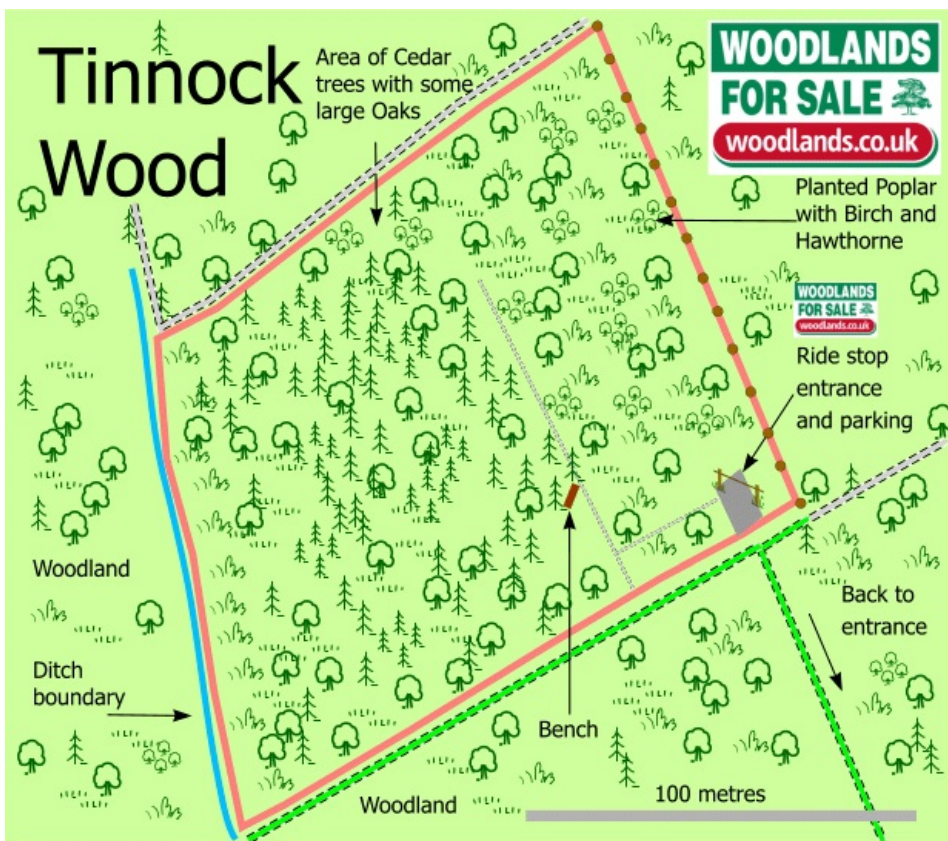 Tinnock
Wood
Area of Cedar
trees with some
large Oaks
WOODLANDS
FOR SALE
woodlands.co.uk
Planted Poplar
with Birch and
Hawthorne
WOODLANDS
FOR SALE
woodlands.co.uk
Ride stop
entrance
and parking
Woodland
Back to
entrance
Ditch
boundary
Bench
Woodland
100 metres